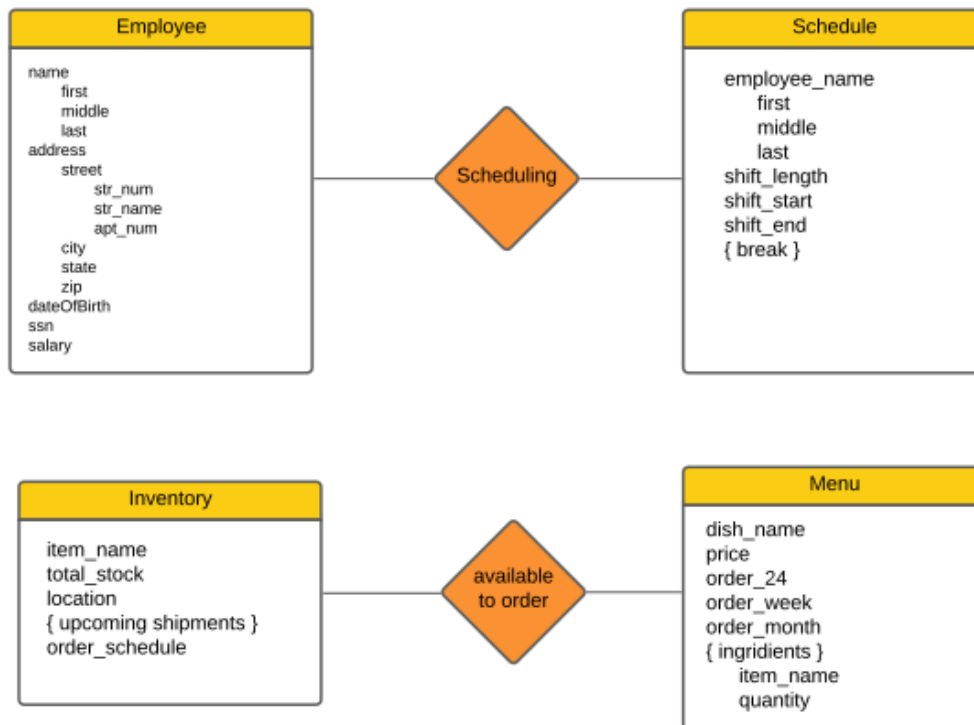 Employee
name
first
middle
last
address
street
str_num
str_name
apt_num
city
state
zip
dateOfBirth
ssn
salary
Scheduling
Schedule
employee_name
first
middle
last
shift_length
shift_start
shift_end
{ break }
Inventory
item_name
total_stock
location
{ upcoming shipments }
order_schedule
available
to order
Menu
dish_name
price
order_24
order_week
order_month
{ ingridients }
item_name
quantity